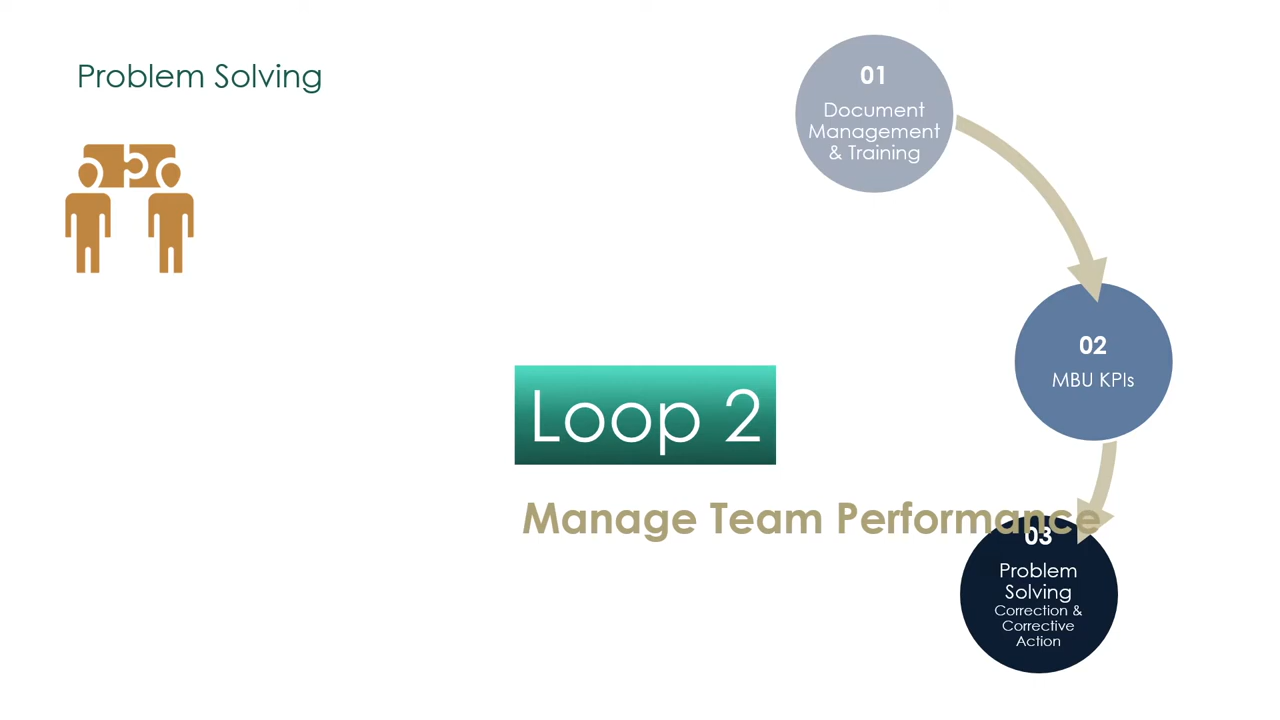 Problem Solving
01
Document
Management
& Training
02
MBU KPIs
Loop 2
Manage Team Performance
03
Problem
Solving
Correction &
Corrective
Action